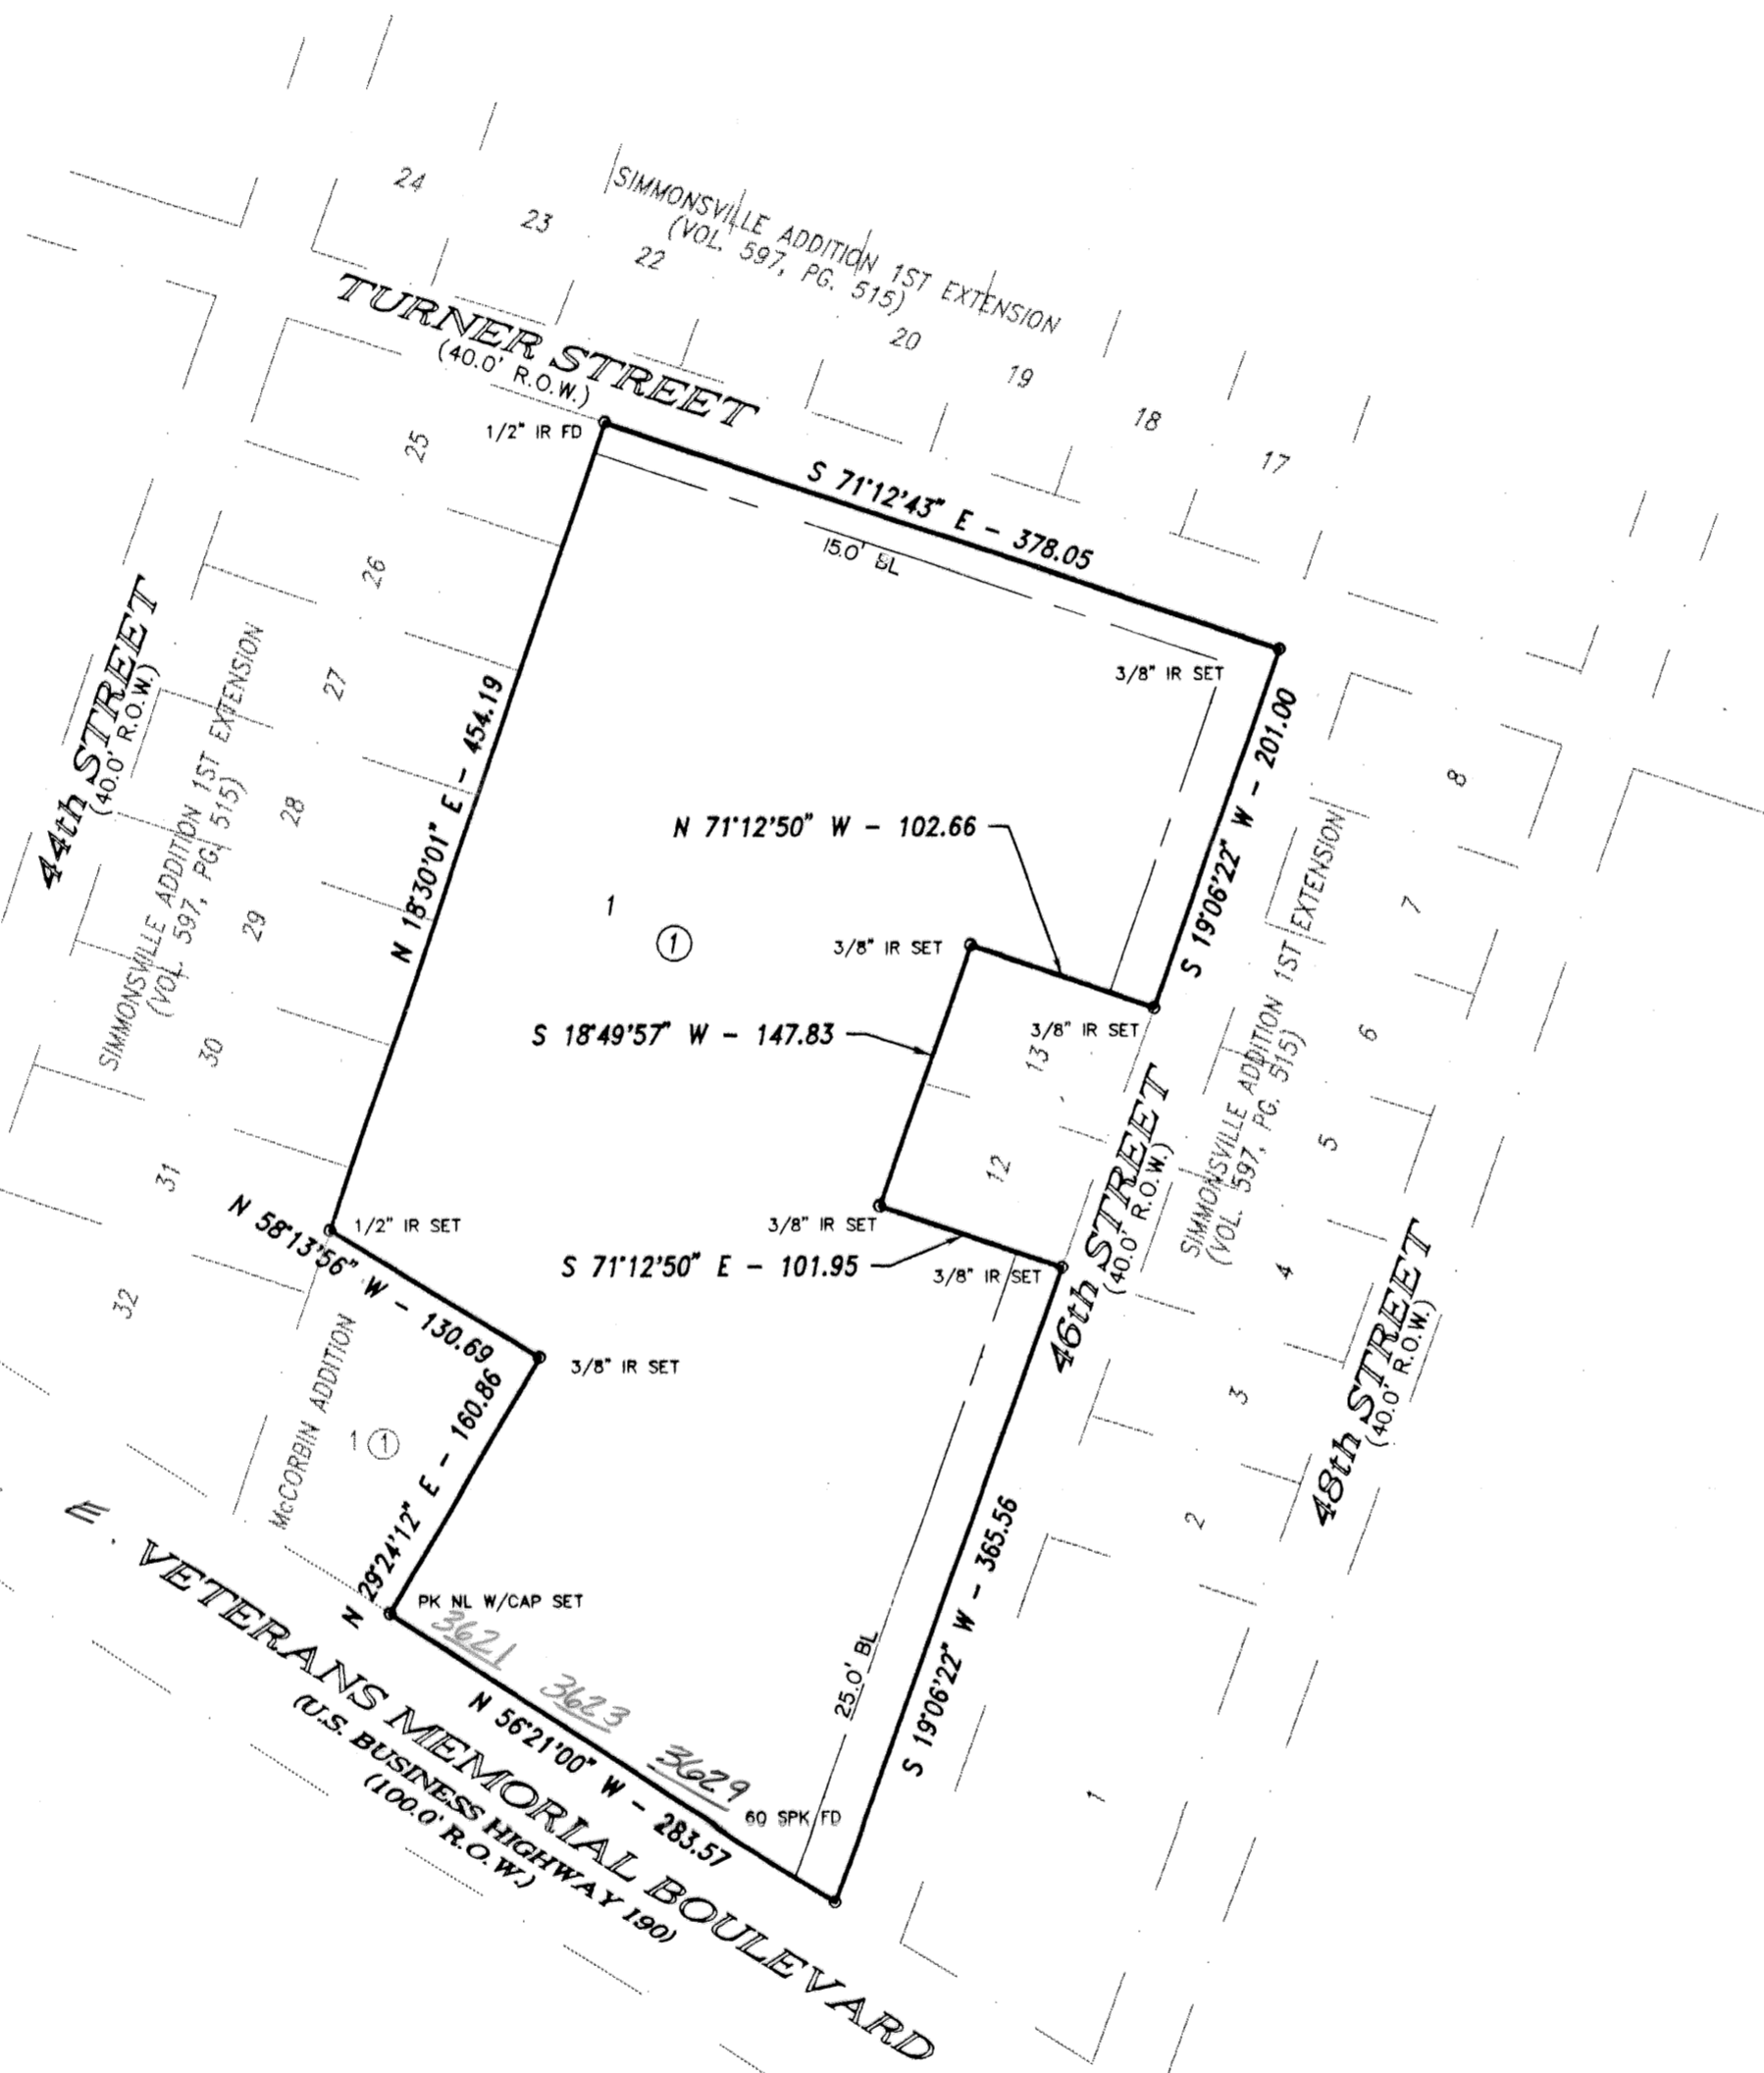 24
23
22
SIMMONSVILLE ADDITION 1ST EXTENSION
(VOL. 597, PG. 515)
20
19
18
17
TURNER STREET
(40.0' R.O.W.)
1/2" IR FD
S 71°12'43" E - 378.05
15.0' BL
3/8" IR SET
25
26
27
28
29
30
31
32
44th STREET
(40.0' R.O.W.)
SIMMONSVILLE ADDITION 1ST EXTENSION
(VOL. 597, PG. 515)
N 18°30'01" E - 454.19
S 19°06'22" W - 201.00
N 71°12'50" W - 102.66
1
1
3/8" IR SET
S 18°49'57" W - 147.83
3/8" IR SET
13
12
3/8" IR SET
S 71°12'50" E - 101.95
3/8" IR SET
46th STREET
(40.0' R.O.W.)
SIMMONSVILLE ADDITION 1ST EXTENSION
(VOL. 597, PG. 515)
8
7
6
5
4
3
2
1
48th STREET
(40.0' R.O.W.)
1/2" IR SET
N 58°13'56" W - 130.69
3/8" IR SET
N 29°24'12" E - 160.86
McCORBIN ADDITION
1 1
PK NL W/CAP SET
3621
3623
3629
N 56°21'00" W - 283.57
60 SPK FD
25.0' BL
S 19°06'22" W - 365.56
E. VETERANS MEMORIAL BOULEVARD
(U.S. BUSINESS HIGHWAY 190)
(100.0' R.O.W.)